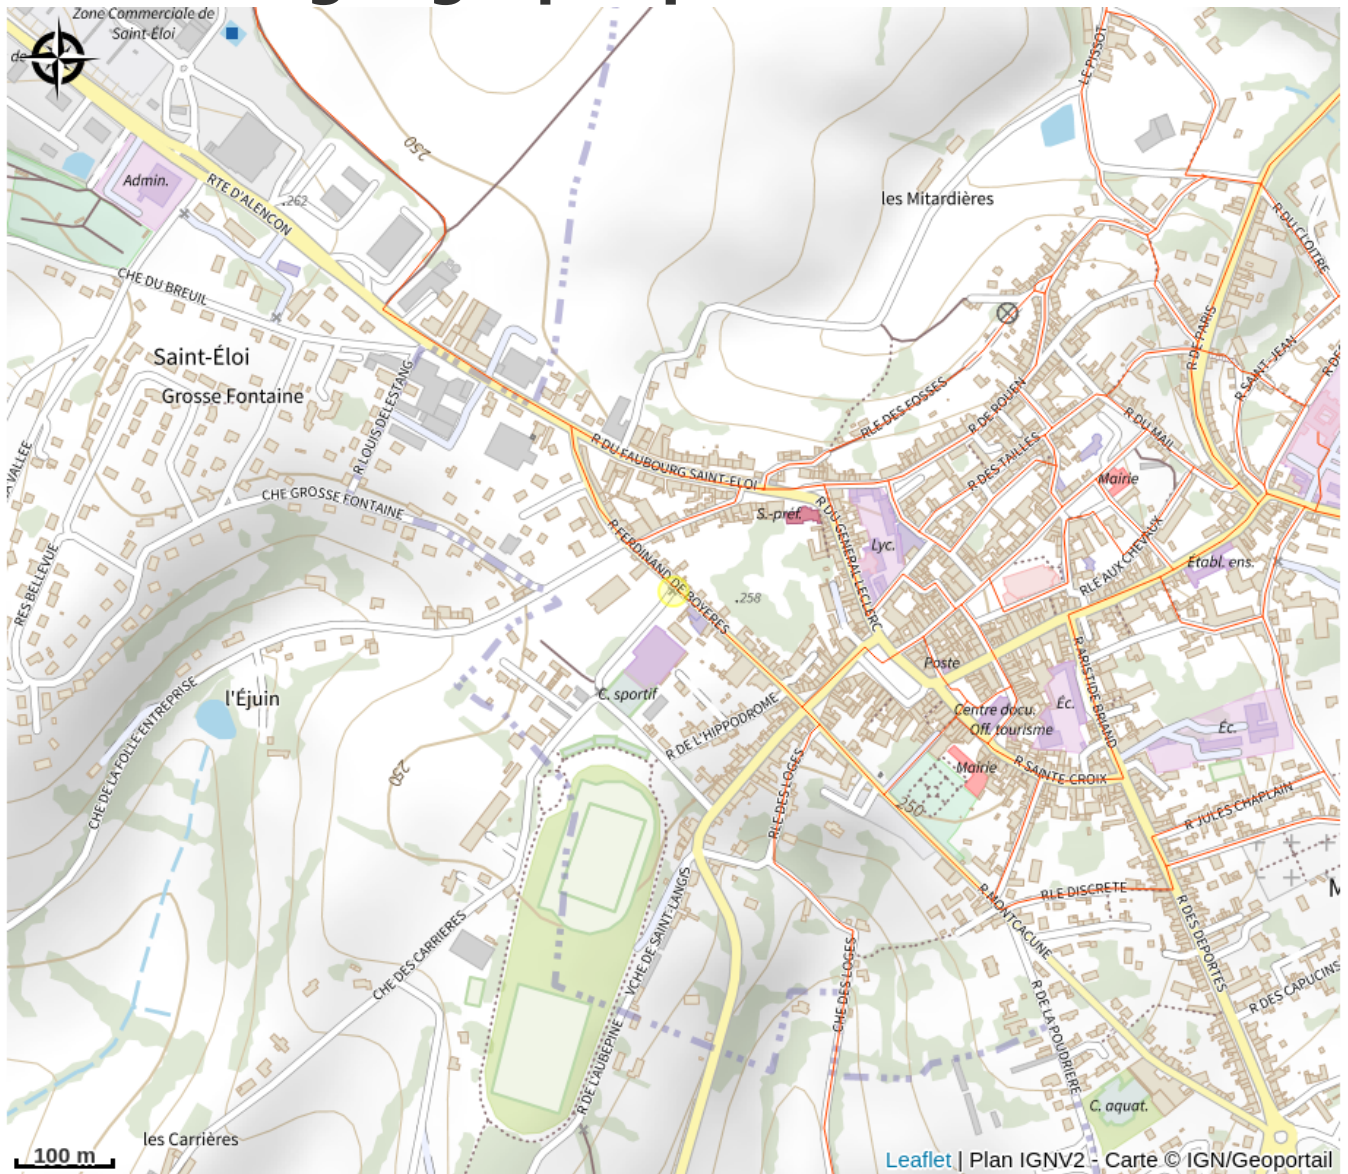 Zone Commerciale de
Saint-Éloi
de
LE PISSOT
250
Admin.
RTE D'ALENCON
262
les Mitardières
R DU CLOITRE
CHE DU BREUIL
Saint-Éloi
Grosse Fontaine
R DE PARIS
R SAINT-JEAN
R DE
R LOUIS DELESTANG
RLE DES FOSSES
R DE ROUEN
R DU MAIL
R DU FAUBOURG SAINT-ELOI
R DES TAILLES
Mairie
A VALLEE
CHE GROSSE FONTAINE
S.-préf.
R DU GENERAL LECLERC
Lyc.
R FERDINAND DE BOYERES
RLE AUX CHEVAUX
Établ. ens.
RES BELLEVUE
258
R ARISTIDE BRIAND
Poste
l'Éjuin
C. sportif
Centre docu.
Off. tourisme
Éc.
Éc.
CHE DE LA FOLLE ENTREPRISE
R DE L'HIPPODROME
250
RLE DES LOGES
Mairie
R SAINTE-CROIX
250
R JULES CHAPLAIN
M
RLE DISCRETE
R MONTCACUNE
VCHE DE SAINT-LANGIS
CHE DES CARRIERES
CHE DES LOGES
R DES DEPORTES
R DES CAPUCINS
R DE LA POUDRIERE
R DE L'AUBEPINE
C. aquat.
les Carrières
100 m
Leaflet | Plan IGNV2 - Carte © IGN/Geoportail